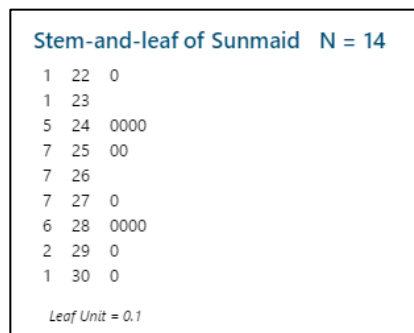 Stem-and-leaf of Sunmaid N = 14
1 22 0
1 23
5 24 0000
7 25 00
7 26
7 27 0
6 28 0000
2 29 0
1 30 0
Leaf Unit = 0.1